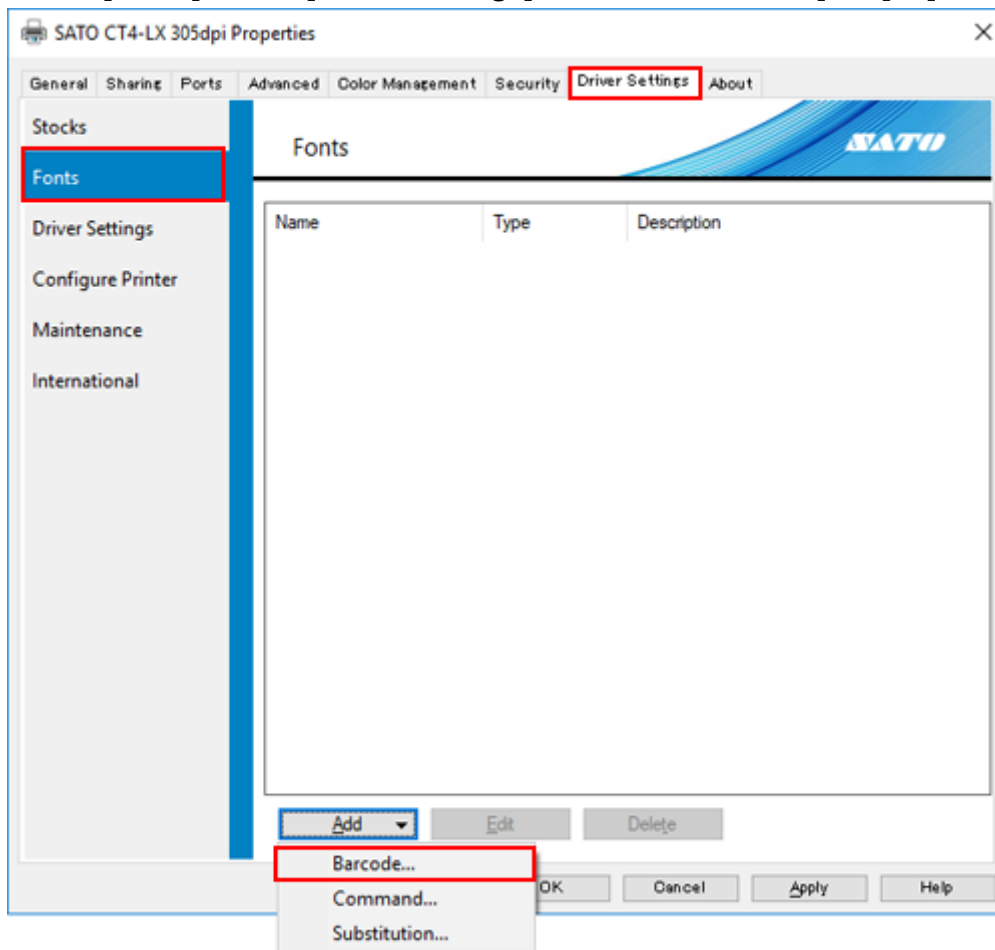 SATO CT4-LX 305dpi Properties
General Sharing Ports Advanced Color Management Security Driver Settings About
Stocks
Fonts
Driver Settings
Configure Printer
Maintenance
International
Fonts
SATO
Name Type Description
Add Edit Delete
Barcode...
Command...
Substitution...
OK Cancel Apply Help